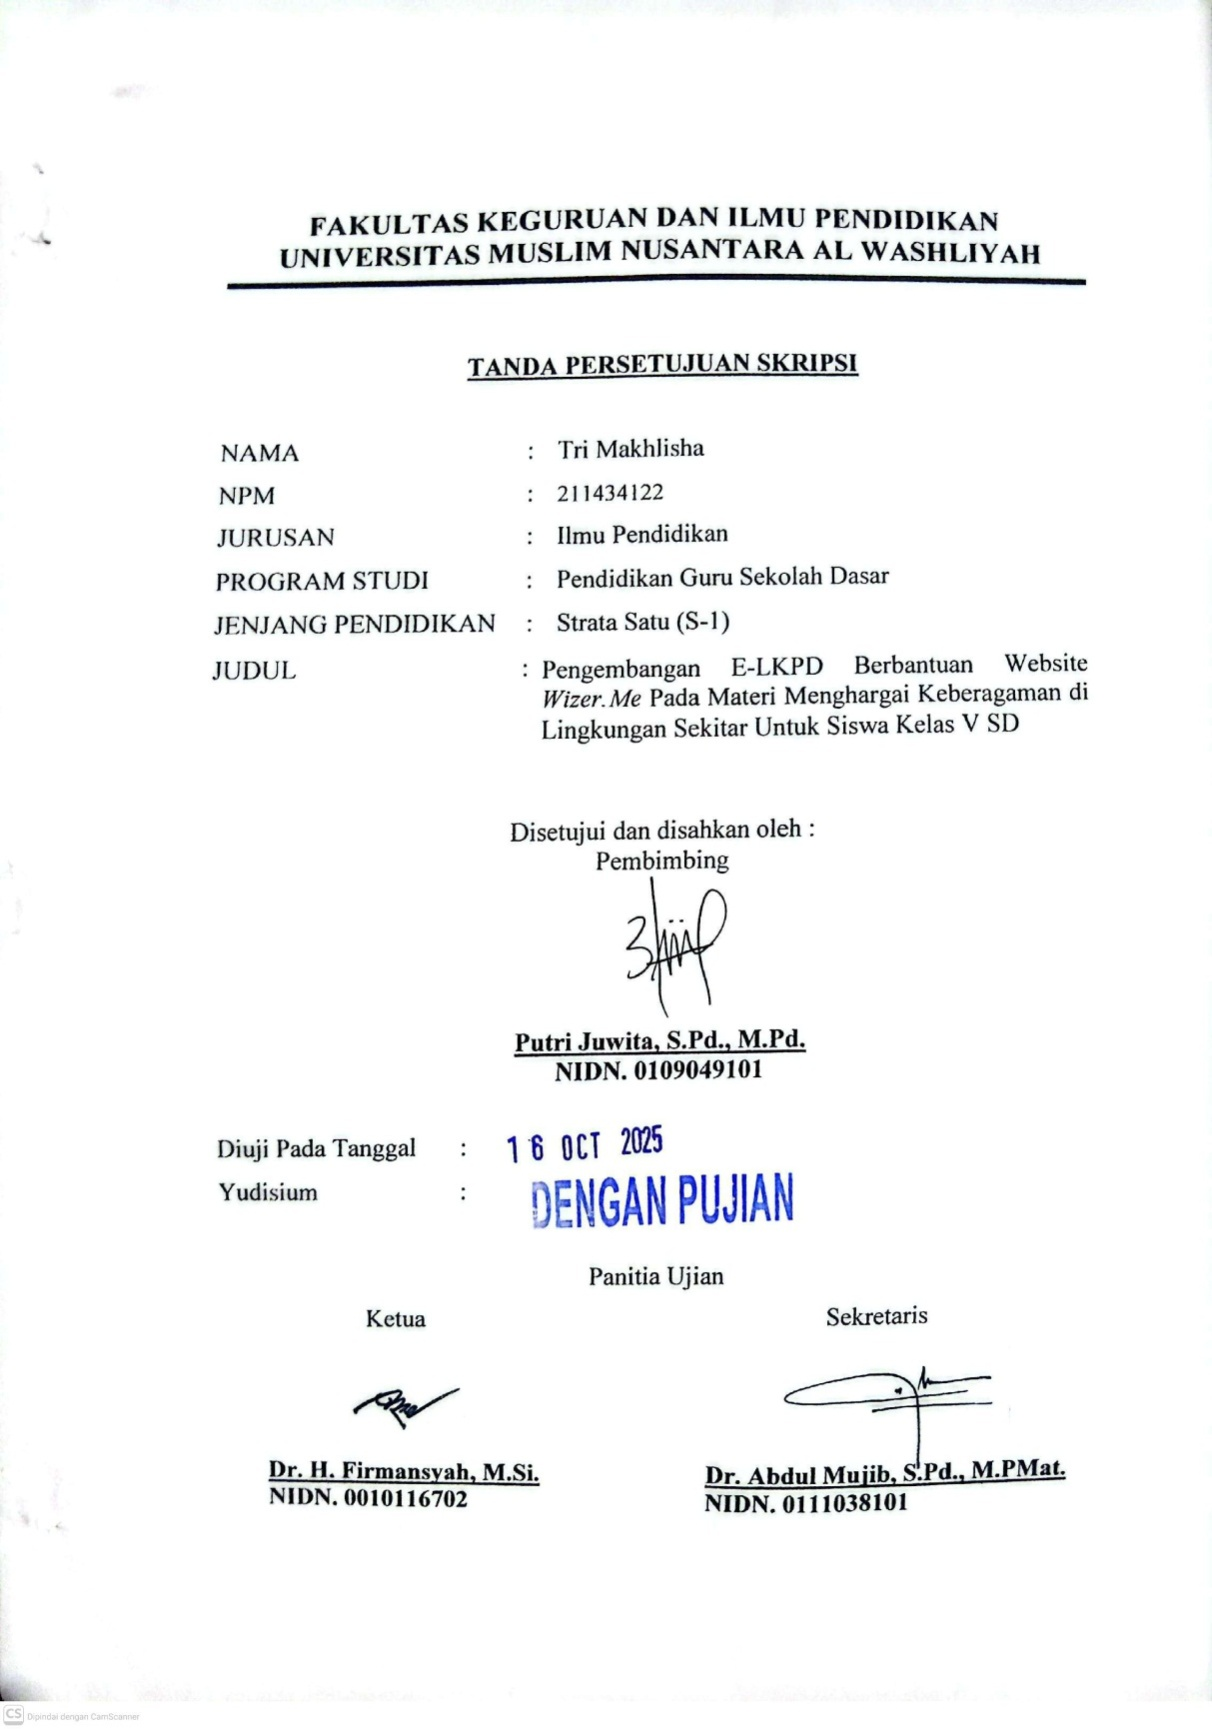 FAKULTAS KEGURUAN DAN ILMU PENDIDIKAN
UNIVERSITAS MUSLIM NUSANTARA AL WASHLIYAH
TANDA PERSETUJUAN SKRIPSI
NAMA : Tri Makhlisha
NPM : 211434122
JURUSAN : Ilmu Pendidikan
PROGRAM STUDI : Pendidikan Guru Sekolah Dasar
JENJANG PENDIDIKAN : Strata Satu (S-1)
JUDUL : Pengembangan E-LKPD Berbantuan Website
Wizer.Me Pada Materi Menghargai Keberagaman di
Lingkungan Sekitar Untuk Siswa Kelas V SD
Disetujui dan disahkan oleh :
Pembimbing
Putri Juwita, S.Pd., M.Pd.
NIDN. 0109049101
Diuji Pada Tanggal : 16 OCT 2025
Yudisium : DENGAN PUJIAN
Panitia Ujian
Ketua
Sekretaris
Dr. H. Firmansyah, M.Si.
NIDN. 0010116702
Dr. Abdul Mujib, S.Pd., M.PMat.
NIDN. 0111038101
CS Dipindai dengan CamScanner